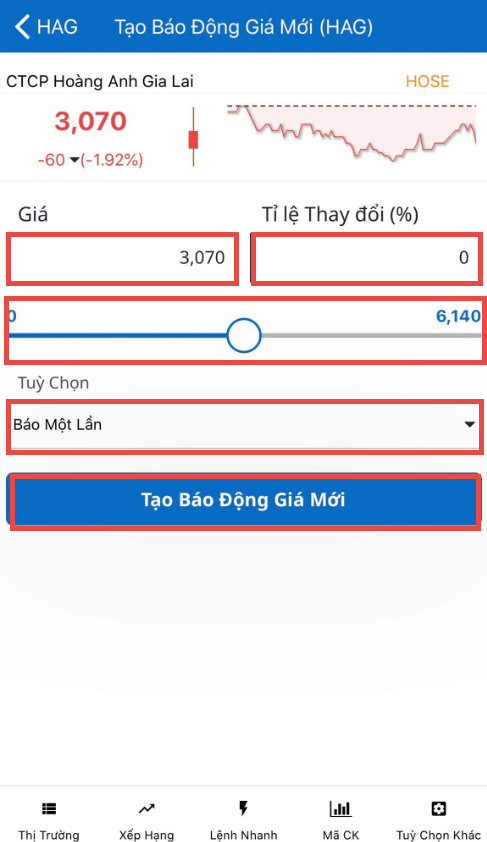 HAG
Tạo Báo Động Giá Mới (HAG)
CTCP Hoàng Anh Gia Lai
HOSE
3,070
-60 (-1.92%)
Giá
Tỉ lệ Thay đổi (%)
3,070
0
0
6,140
Tuỳ Chọn
Báo Một Lần
Tạo Báo Động Giá Mới
Thị Trường
Xếp Hạng
Lệnh Nhanh
Mã CK
Tuỳ Chọn Khác